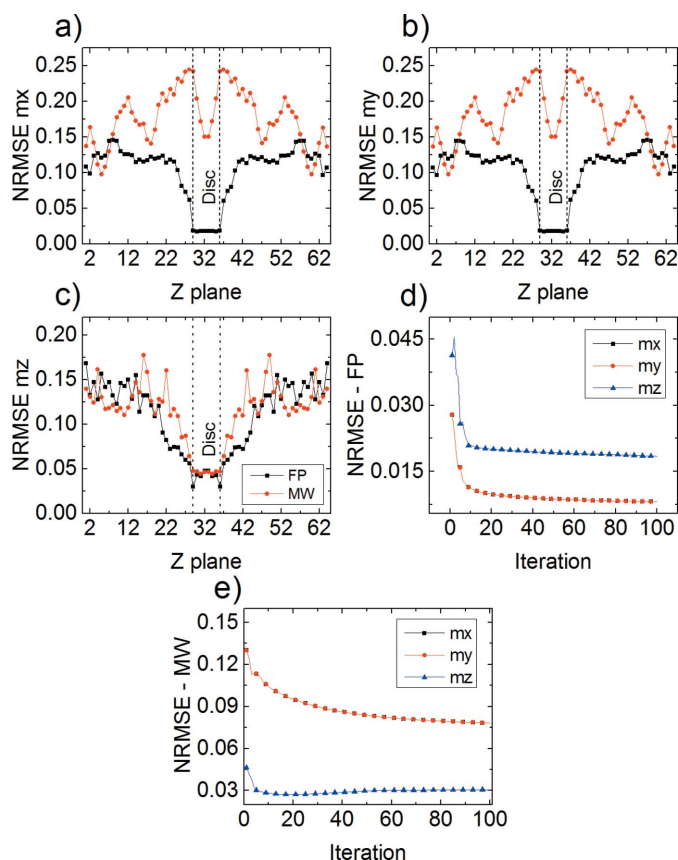 a)
NRMSE mx
0.25
0.20
0.15
0.10
0.05
0.00
Disc
2 12 22 32 42 52 62
Z plane
b)
NRMSE my
0.25
0.20
0.15
0.10
0.05
0.00
Disc
2 12 22 32 42 52 62
Z plane
c)
NRMSE mz
0.20
0.15
0.10
0.05
0.00
Disc
FP
MW
2 12 22 32 42 52 62
Z plane
d)
NRMSE - FP
0.045
0.030
0.015
mx
my
mz
0 20 40 60 80 100
Iteration
e)
NRMSE - MW
0.15
0.12
0.09
0.06
0.03
mx
my
mz
0 20 40 60 80 100
Iteration